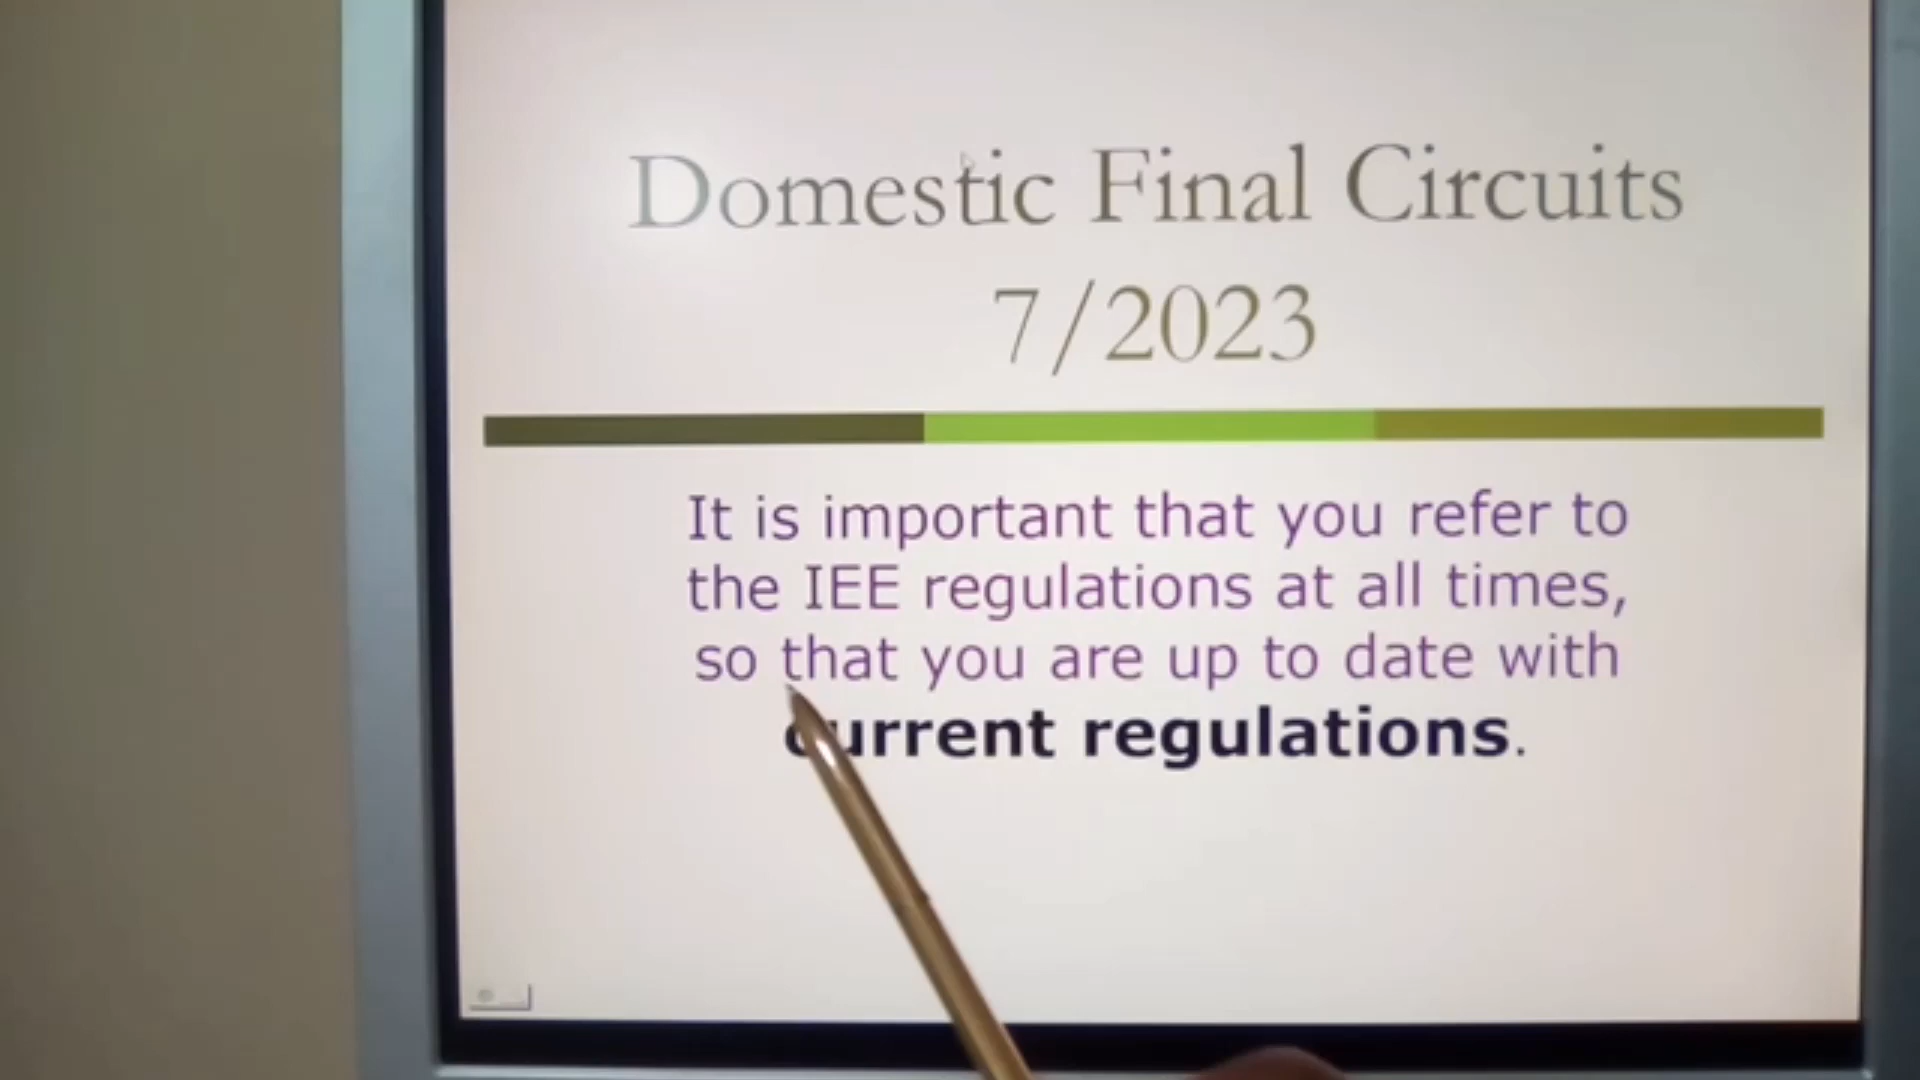 Domestic Final Circuits
7/2023
It is important that you refer to
the IEE regulations at all times,
so that you are up to date with
current regulations.